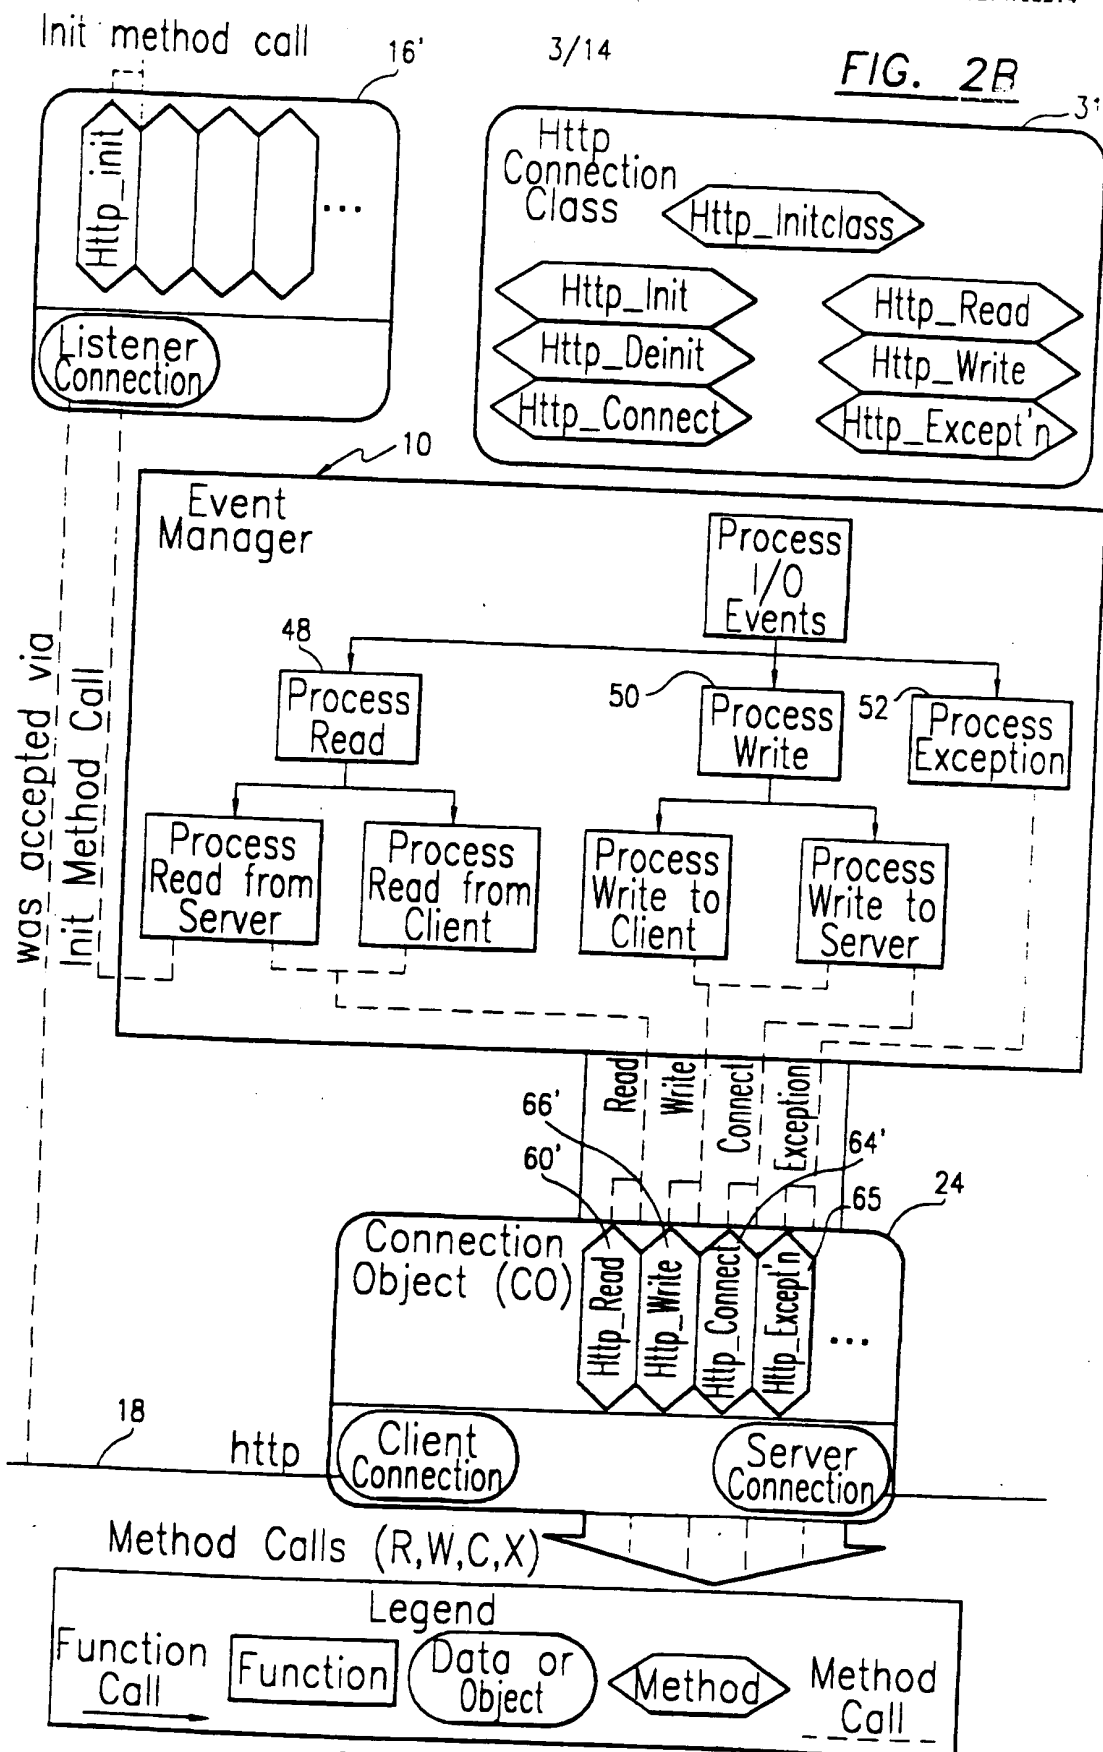 Init method call
16'
3/14
FIG. 2B
Http_init
...
Listener
Connection
3'
Http
Connection
Class
Http_Initclass
Http_Init
Http_Deinit
Http_Connect
Http_Read
Http_Write
Http_Except'n
10
Event
Manager
Process
I/O
Events
48
Process
Read
50
Process
Write
52
Process
Exception
Process
Read from
Server
Process
Read from
Client
Process
Write to
Client
Process
Write to
Server
was accepted via
Init Method Call
Read
Write
Connect
Exception
66'
60'
64'
65
24
Connection
Object (CO)
Http_Read
Http_Write
Http_Connect
Http_Except'n
...
18
http
Client
Connection
Server
Connection
Method Calls (R,W,C,X)
Legend
Function
Call
Function
Data or
Object
Method
Method
Call